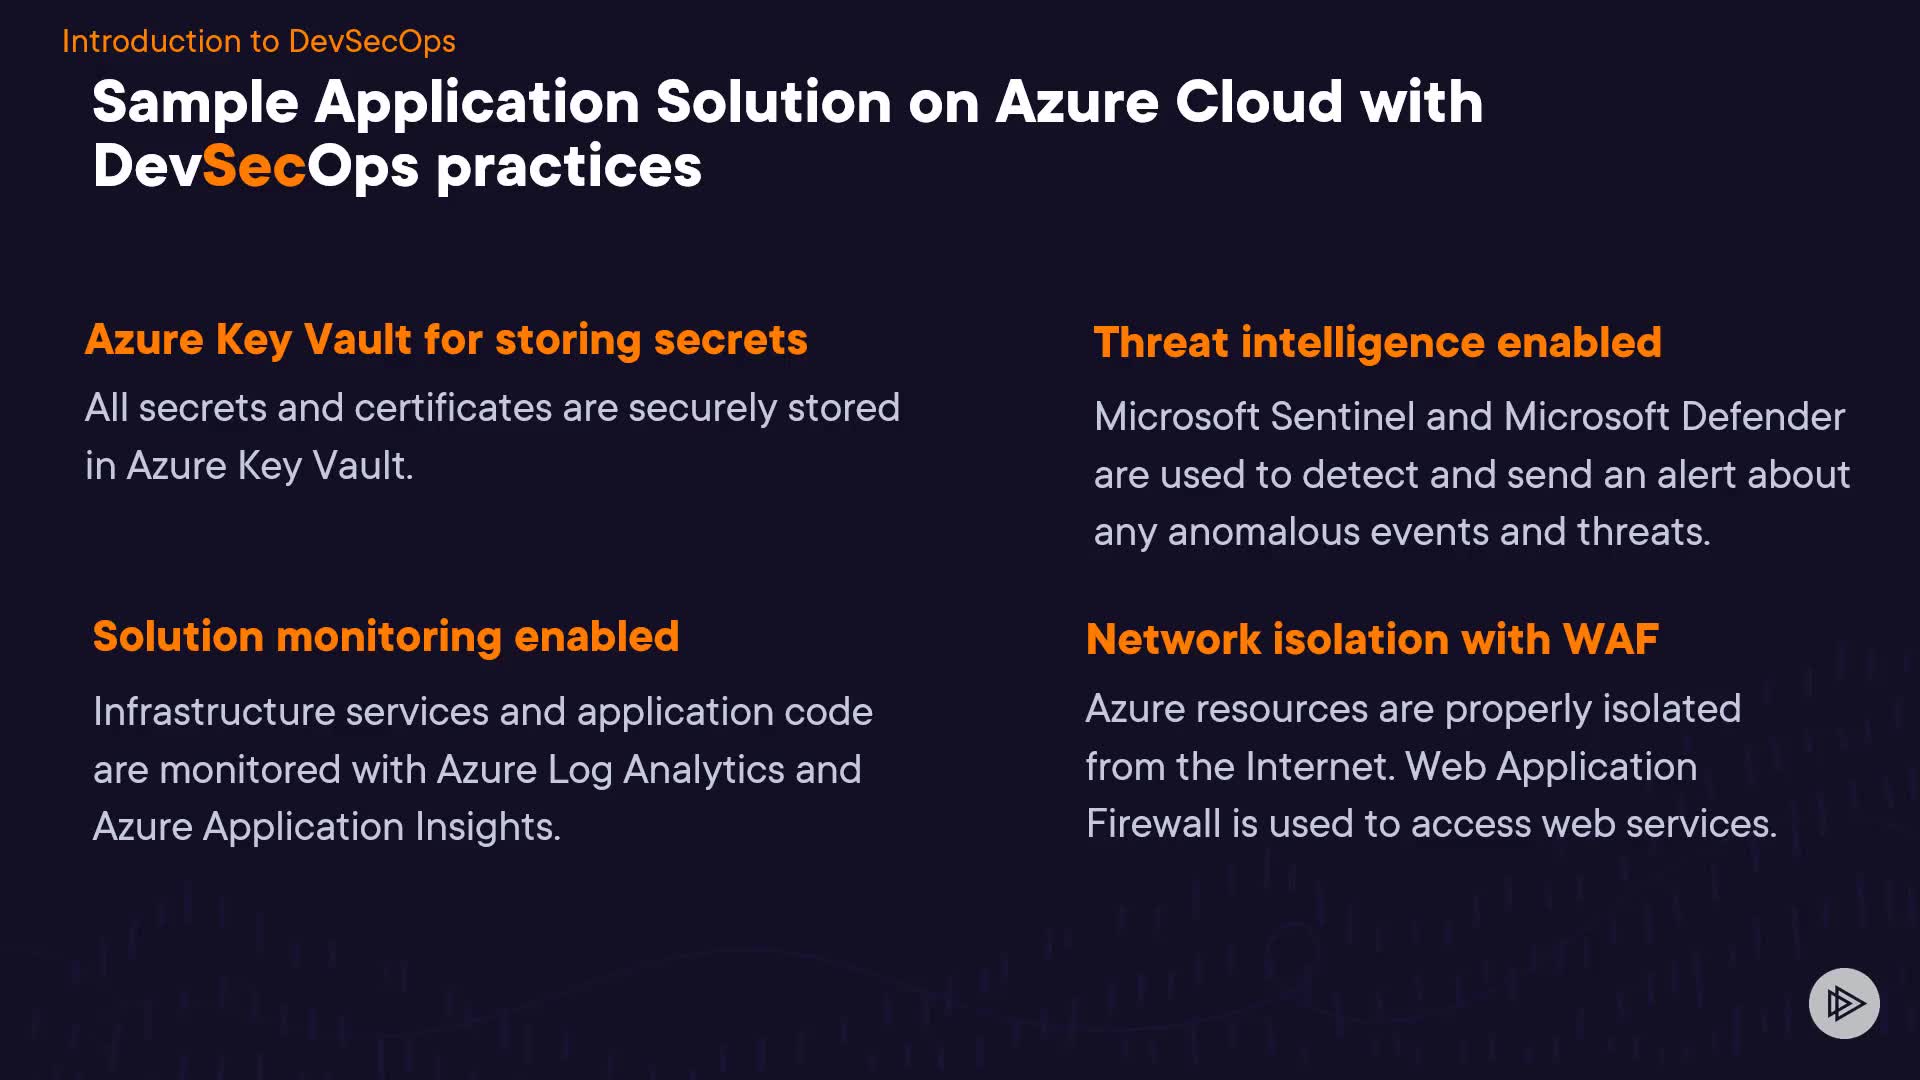 Introduction to DevSecOps
Sample Application Solution on Azure Cloud with
DevSecOps practices
Azure Key Vault for storing secrets
All secrets and certificates are securely stored
in Azure Key Vault.
Threat intelligence enabled
Microsoft Sentinel and Microsoft Defender
are used to detect and send an alert about
any anomalous events and threats.
Solution monitoring enabled
Infrastructure services and application code
are monitored with Azure Log Analytics and
Azure Application Insights.
Network isolation with WAF
Azure resources are properly isolated
from the Internet. Web Application
Firewall is used to access web services.